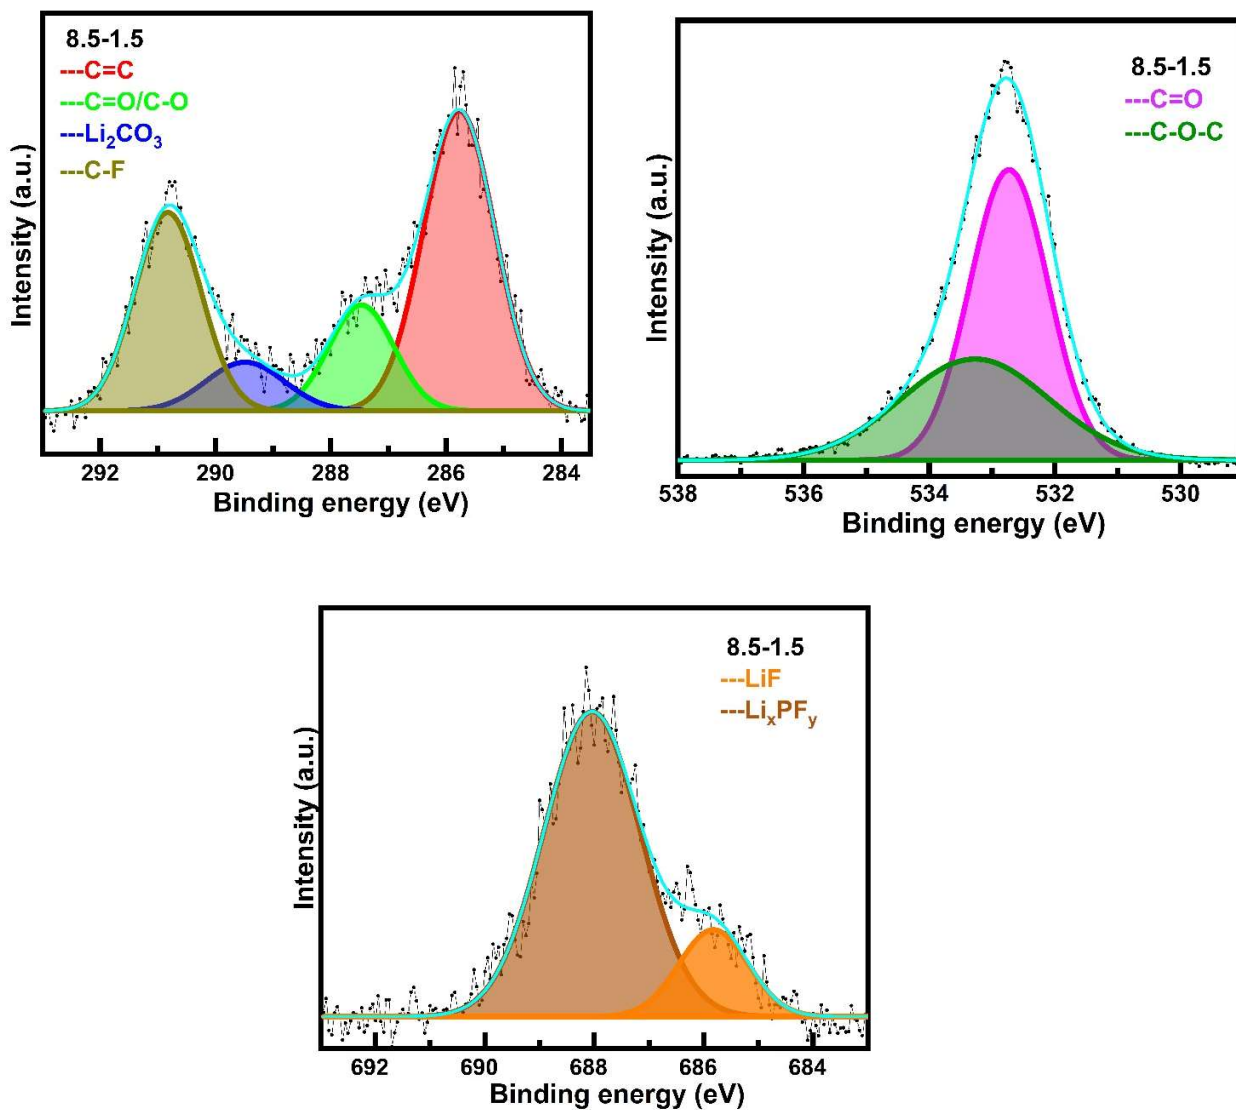 8.5-1.5
---C=C
---C=O/C-O
---Li₂CO₃
---C-F
Intensity (a.u.)
292 290 288 286 284
Binding energy (eV)
8.5-1.5
---C=O
---C-O-C
Intensity (a.u.)
538 536 534 532 530
Binding energy (eV)
8.5-1.5
---LiF
---LiₓPFᵧ
Intensity (a.u.)
692 690 688 686 684
Binding energy (eV)